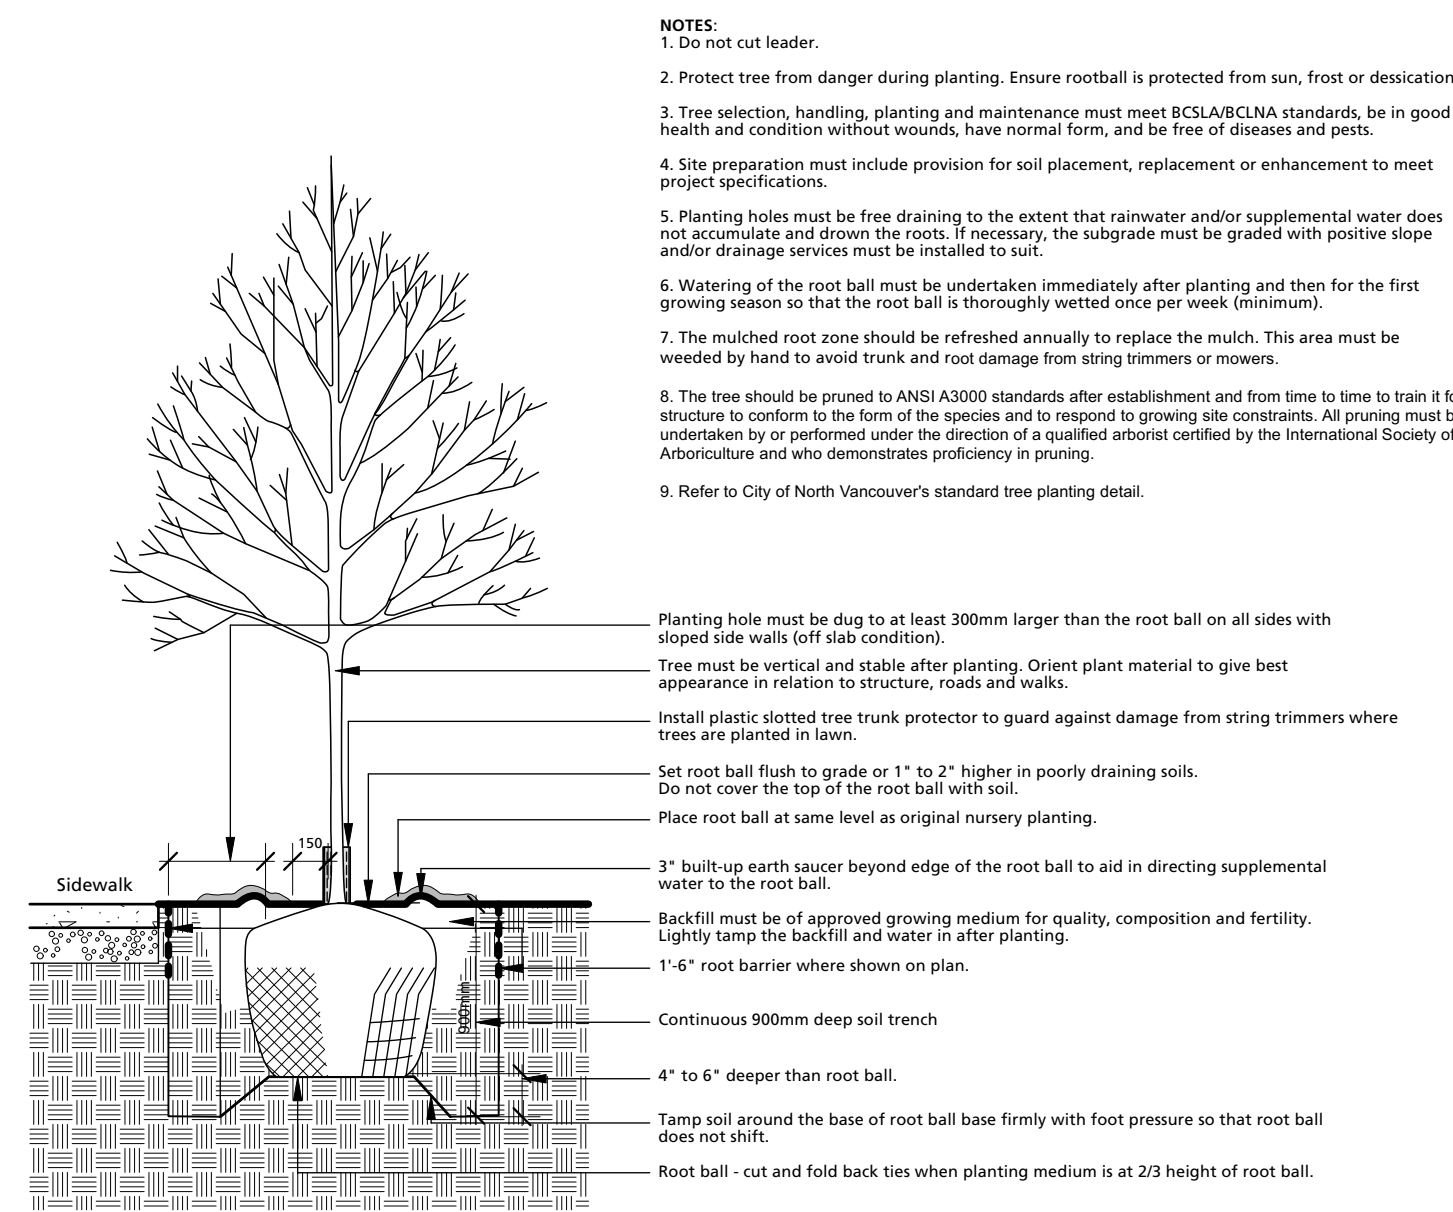 NOTES:
1. Do not cut leader.
2. Protect tree from danger during planting. Ensure rootball is protected from sun, frost or dessication
3. Tree selection, handling, planting and maintenance must meet BCSLA/BCLNA standards, be in good
health and condition without wounds, have normal form, and be free of diseases and pests.
4. Site preparation must include provision for soil placement, replacement or enhancement to meet
project specifications.
5. Planting holes must be free draining to the extent that rainwater and/or supplemental water does
not accumulate and drown the roots. If necessary, the subgrade must be graded with positive slope
and/or drainage services must be installed to suit.
6. Watering of the root ball must be undertaken immediately after planting and then for the first
growing season so that the root ball is thoroughly wetted once per week (minimum).
7. The mulched root zone should be refreshed annually to replace the mulch. This area must be
weeded by hand to avoid trunk and root damage from string trimmers or mowers.
8. The tree should be pruned to ANSI A3000 standards after establishment and from time to time to train it
structure to conform to the form of the species and to respond to growing site constraints. All pruning must
undertaken by or performed under the direction of a qualified arborist certified by the International Society of
Arboriculture and who demonstrates proficiency in pruning.
9. Refer to City of North Vancouver's standard tree planting detail.
Planting hole must be dug to at least 300mm larger than the root ball on all sides with
sloped side walls (off slab condition).
Tree must be vertical and stable after planting. Orient plant material to give best
appearance in relation to structure, roads and walks.
Install plastic slotted tree trunk protector to guard against damage from string trimmers where
trees are planted in lawn.
Set root ball flush to grade or 1" to 2" higher in poorly draining soils.
Do not cover the top of the root ball with soil.
Place root ball at same level as original nursery planting.
150
3" built-up earth saucer beyond edge of the root ball to aid in directing supplemental
water to the root ball.
Sidewalk
Backfill must be of approved growing medium for quality, composition and fertility.
Lightly tamp the backfill and water in after planting.
1'-6" root barrier where shown on plan.
900mm
Continuous 900mm deep soil trench
4" to 6" deeper than root ball.
Tamp soil around the base of root ball base firmly with foot pressure so that root ball
does not shift.
Root ball - cut and fold back ties when planting medium is at 2/3 height of root ball.